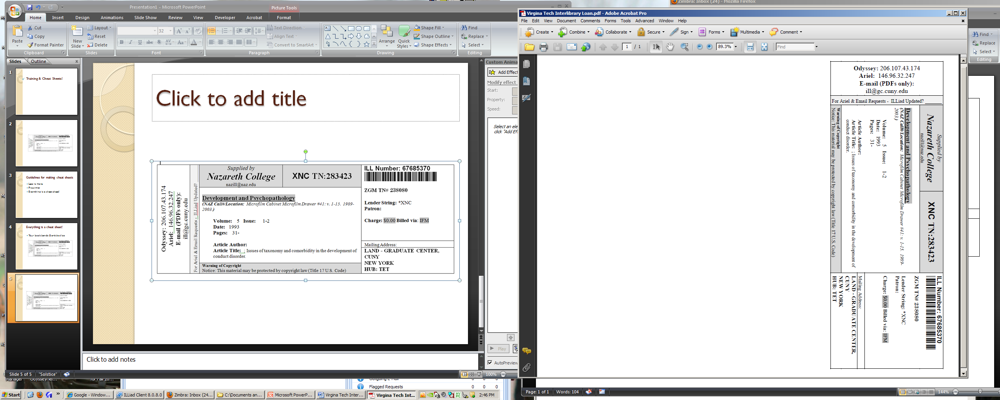 Presentation1 - Microsoft PowerPoint
Picture Tools
Home
Insert
Design
Animations
Slide Show
Review
View
Developer
Acrobat
Format
Paste
Cut
Copy
Format Painter
Clipboard
New Slide
Layout
Reset
Delete
Slides
32
Font
Text Direction
Align Text
Convert to SmartArt
Paragraph
Arrange
Quick Styles
Shape Fill
Shape Outline
Shape Effects
Drawing
Find
Replace
Select
Editing
Slides
Outline
x
1
Training & Cheat Sheets!
2
3
Guidelines for making cheat sheets
Less is more
Proximity
Everything is a cheat sheet!
4
Everything is a cheat sheet!
Your book bands & article slips
5
Click to add title
Odyssey: 206.107.43.174
Ariel: 146.96.32.247
E-mail (PDFs only):
ill@gc.cuny.edu
For Ariel & Email Requests - ILLiad Updated?
Supplied by
Nazareth College
nazill@naz.edu
XNC TN:283423
Development and Psychopathology
(NAZ Call#/Location: Microfilm Cabinet Microfilm Drawer #41: v. 1-15. 1989-
2003.)
Volume: 5 Issue: 1-2
Date: 1993
Pages: 31-
Article Author:
Article Title: ; Issues of taxonomy and comorbidity in the development of
conduct disorder.
Warning of Copyright
Notice: This material may be protected by copyright law (Title 17 U.S. Code)
ILL Number: 67685370
ZGM TN# 238080
Lender String: *XNC
Patron:
Charge: $0.00 Billed via: IFM
Mailing Address:
LAND - GRADUATE CENTER,
CUNY
NEW YORK
HUB: TET
Custom Anima
Add Effect
Modify effect
Start:
Property:
Speed:
Select an ele
click "Add Eff
Play
AutoPreview
Click to add notes
Slide 5 of 5
"Solstice"
100%
Zimbra: Inbox (24) - Mozilla Firefox
Virgina Tech Interlibrary Loan.pdf - Adobe Acrobat Pro
File
Edit
View
Document
Comments
Forms
Tools
Advanced
Window
Help
Create
Combine
Collaborate
Secure
Sign
Forms
Multimedia
Comment
1
/ 1
89.3%
Find
Odyssey: 206.107.43.174
Ariel: 146.96.32.247
E-mail (PDFs only):
ill@gc.cuny.edu
For Ariel & Email Requests - ILLiad Updated? ______
Supplied by
Nazareth College
nazill@naz.edu
XNC TN:283423
Development and Psychopathology
(NAZ Call#/Location: Microfilm Cabinet Microfilm Drawer #41: v. 1-15. 1989-
2003.)
Volume: 5 Issue: 1-2
Date: 1993
Pages: 31-
Article Author:
Article Title: ; Issues of taxonomy and comorbidity in the development of
conduct disorder.
Warning of Copyright
Notice: This material may be protected by copyright law (Title 17 U.S. Code)
ILL Number: 67685370
ZGM TN# 238080
Lender String: *XNC
Patron:
Charge: $0.00 Billed via: IFM
Mailing Address:
LAND - GRADUATE CENTER,
CUNY
NEW YORK
HUB: TET
Find
Replace
Select
Editing
Manager
for Fall 20...
Outgoing E-Mail
0 0 0
Flagged Requests
0 0 0
Page: 1 of 1
Words: 104
144%
Start
Google - Window...
ILLiad Client 8.0.8.0
Zimbra: Inbox (24...
C:\Documents an...
Microsoft PowerP...
Virginia Tech Inter...
Virgina Tech Int...
2:46 PM